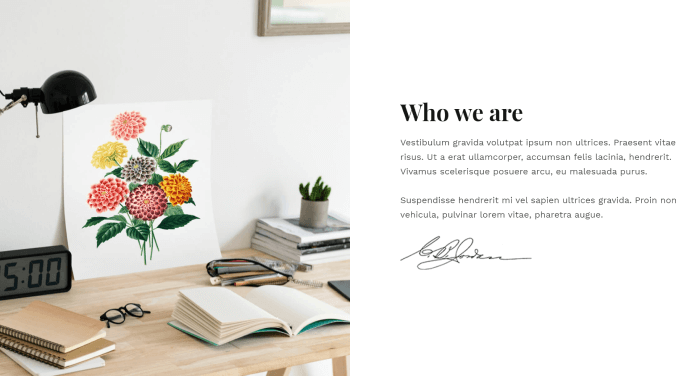 5:00
Who we are
Vestibulum gravida volutpat ipsum non ultrices. Praesent vitae
risus. Ut a erat ullamcorper, accumsan felis lacinia, hendrerit.
Vivamus scelerisque posuere arcu, eu malesuada purus.
Suspendisse hendrerit mi vel sapien ultrices gravida. Proin non
vehicula, pulvinar lorem vitae, pharetra augue.